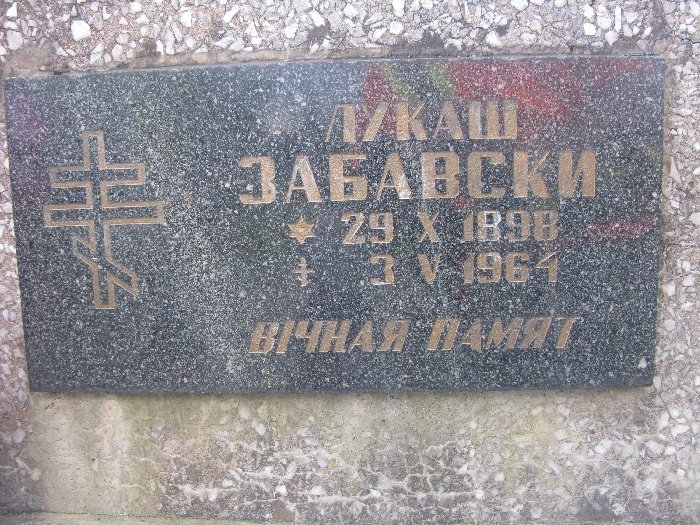 ЛУКАШ
ЗАБАВСКИ
* 29 X 1898
† 3 V 1964
ВІЧНАЯ ПАМЯТ